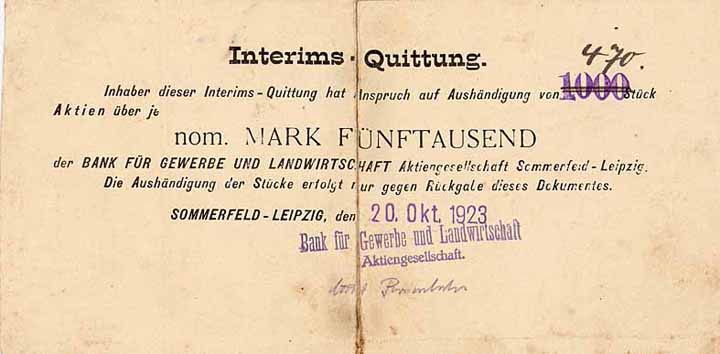 Interims-Quittung.
470.
Inhaber dieser Interims-Quittung hat Anspruch auf Aushändigung von 1000 Stück
Aktien über je
nom. MARK FÜNFTAUSEND
der BANK FÜR GEWERBE UND LANDWIRTSCHAFT Aktiengesellschaft Sommerfeld-Leipzig.
Die Aushändigung der Stücke erfolgt nur gegen Rückgabe dieses Dokumentes.
SOMMERFELD-LEIPZIG, den 20. Okt. 1923
Bank für Gewerbe und Landwirtschaft
Aktiengesellschaft.